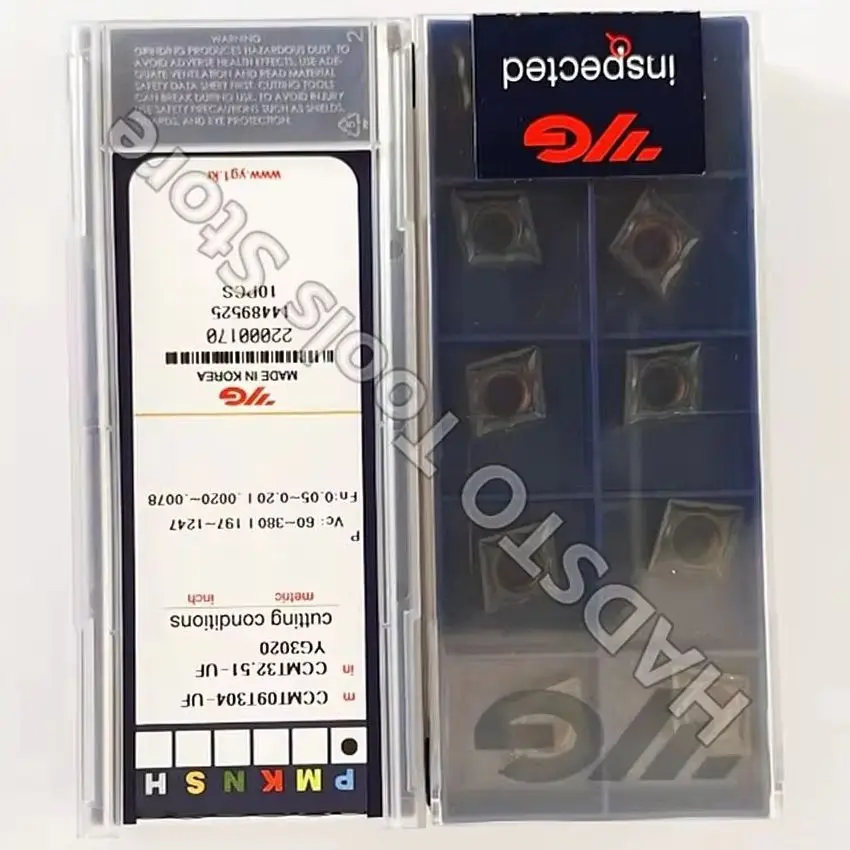 WARNING
GRINDING PRODUCES HAZARDOUS DUST. TO
AVOID ADVERSE HEALTH EFFECTS, USE ADE-
QUATE VENTILATION AND READ MATERIAL
SAFETY DATA SHEET FIRST. CUTTING TOOLS
CAN BREAK DURING USE. TO AVOID INJURY
USE SAFETY PRECAUTIONS SUCH AS SHIELDS,
GUARDS, AND EYE PROTECTION.
2
P M K N S H
m CCMT09T304-UF
in CCMT32.51-UF
YG3020
cutting conditions
metric inch
P
Vc: 60~380 | 197~1247
Fn:0.05~0.20 | .0020~.0078
YG
MADE IN KOREA
22000170
14489525
10PCS
www.yg1.kr
YG
inspected
YG
HADSTO Tools Store